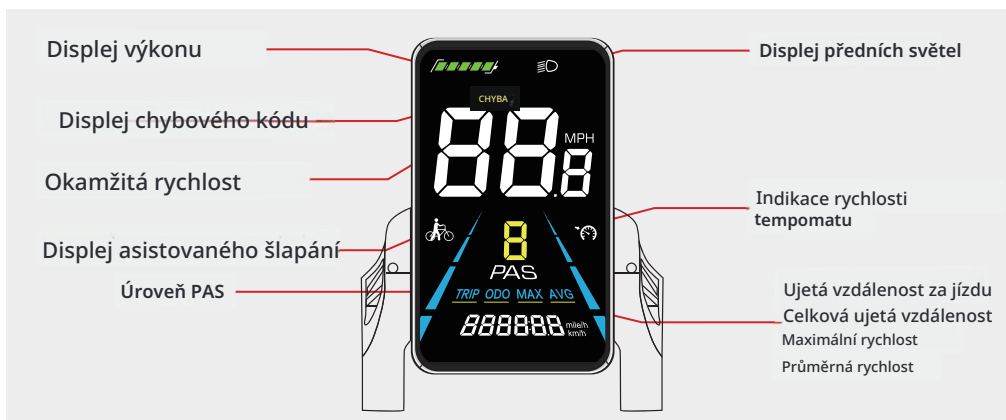 Displej výkonu
Displej předních světel
CHYBA
Displej chybového kódu
88.8
MPH
Okamžitá rychlost
Indikace rychlosti
tempomatu
Displej asistovaného šlapání
8
PAS
Úroveň PAS
TRIP ODO MAX AVG
888888 mile/h
km/h
Ujetá vzdálenost za jízdu
Celková ujetá vzdálenost
Maximální rychlost
Průměrná rychlost